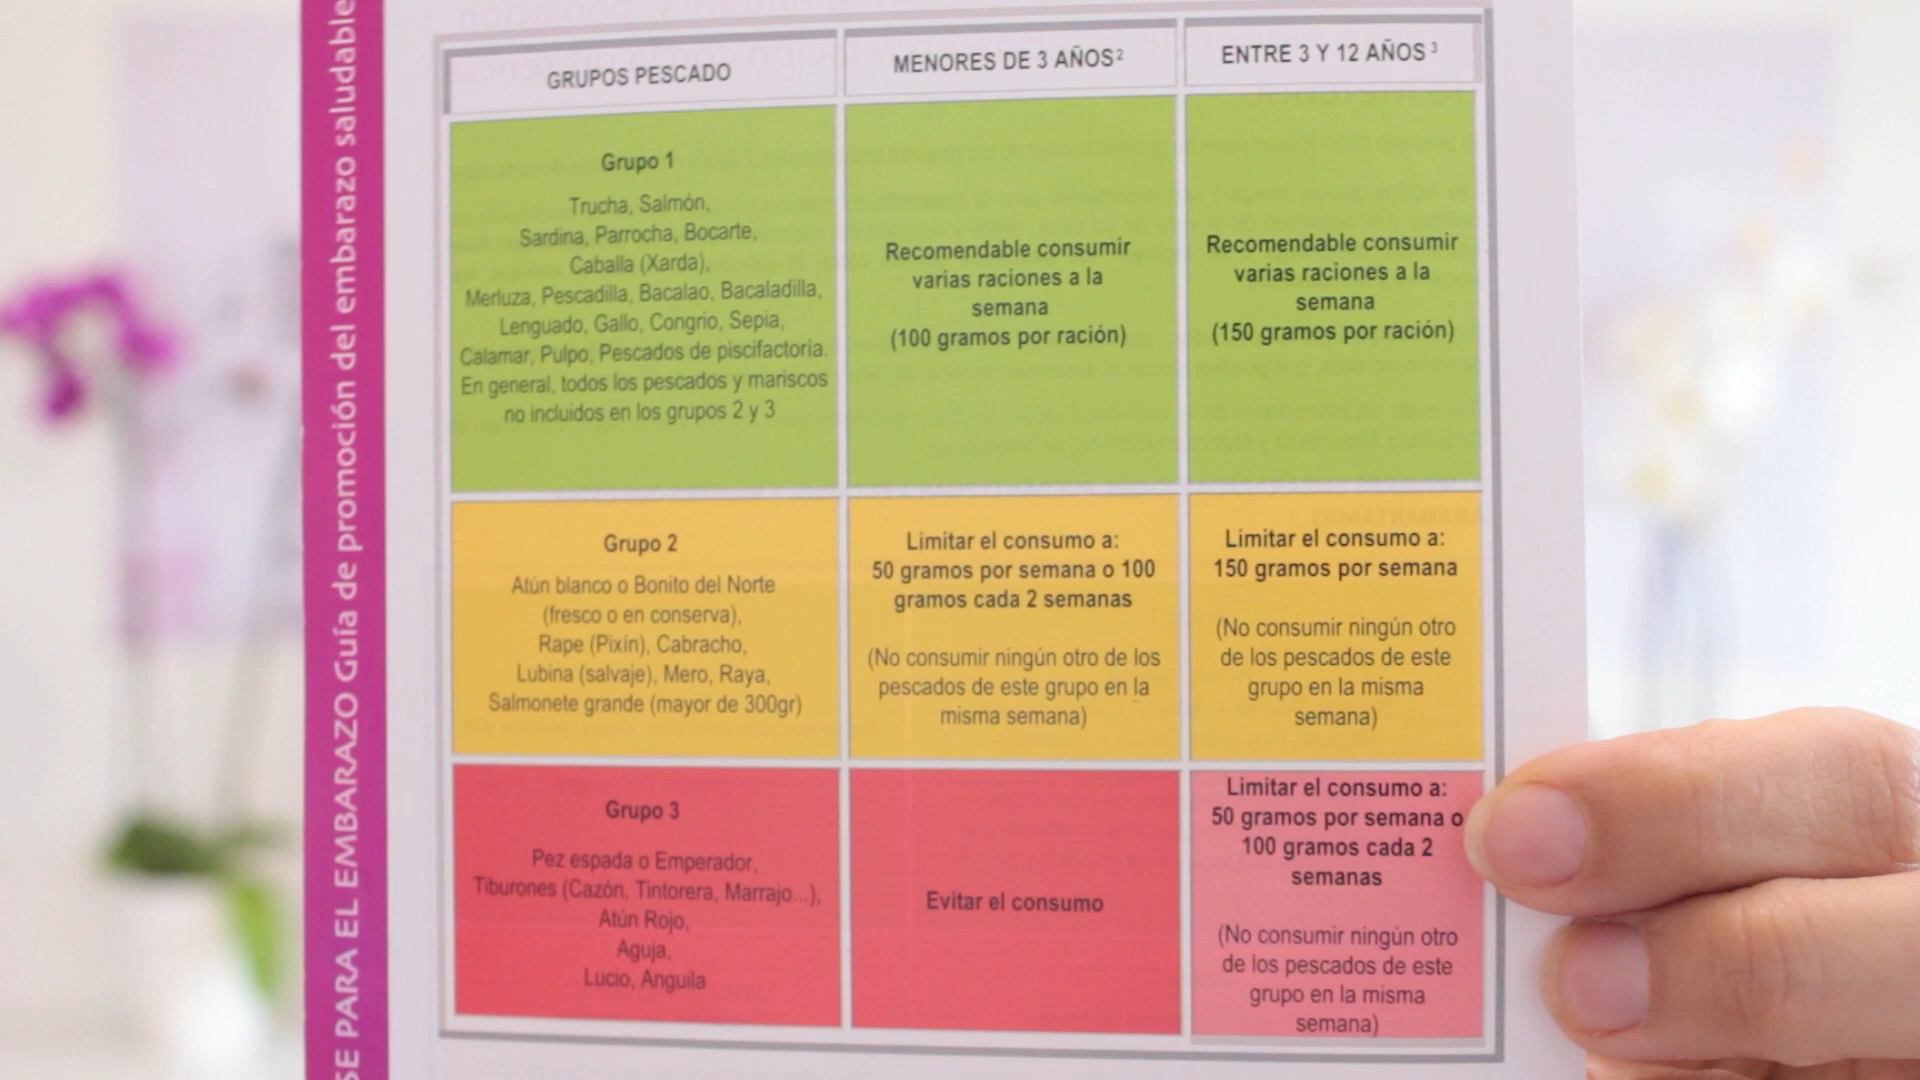 SE PARA EL EMBARAZO Guía de promoción del embarazo saludable
GRUPOS PESCADO
MENORES DE 3 AÑOS²
ENTRE 3 Y 12 AÑOS³
Grupo 1
Trucha, Salmón,
Sardina, Parrocha, Bocarte,
Caballa (Xarda),
Merluza, Pescadilla, Bacalao, Bacaladilla,
Lenguado, Gallo, Congrio, Sepia,
Calamar, Pulpo, Pescados de piscifactoría.
En general, todos los pescados y mariscos
no incluidos en los grupos 2 y 3
Recomendable consumir
varias raciones a la
semana
(100 gramos por ración)
Recomendable consumir
varias raciones a la
semana
(150 gramos por ración)
Grupo 2
Atún blanco o Bonito del Norte
(fresco o en conserva),
Rape (Pixín), Cabracho,
Lubina (salvaje), Mero, Raya,
Salmonete grande (mayor de 300gr)
Limitar el consumo a:
50 gramos por semana o 100
gramos cada 2 semanas
(No consumir ningún otro de los
pescados de este grupo en la
misma semana)
Limitar el consumo a:
150 gramos por semana
(No consumir ningún otro
de los pescados de este
grupo en la misma
semana)
Grupo 3
Pez espada o Emperador,
Tiburones (Cazón, Tintorera, Marrajo...),
Atún Rojo,
Aguja,
Lucio, Anguila
Evitar el consumo
Limitar el consumo a:
50 gramos por semana o
100 gramos cada 2
semanas
(No consumir ningún otro
de los pescados de este
grupo en la misma
semana)